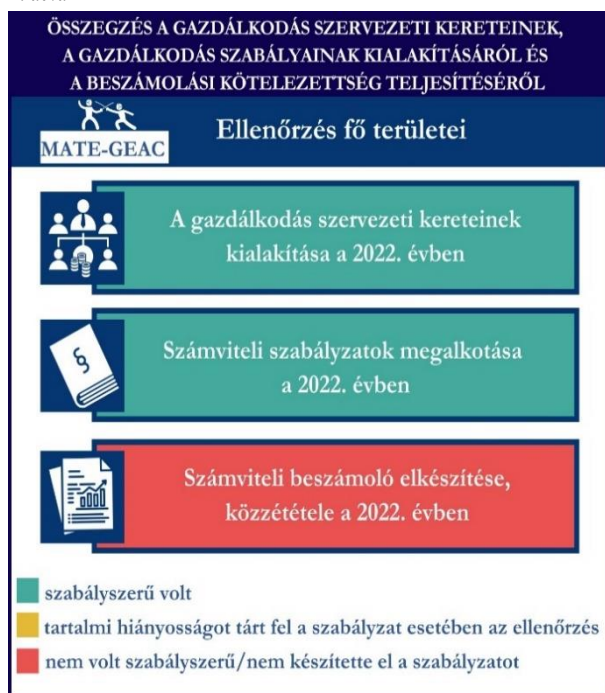 ÖSSZEGZÉS A GAZDÁLKODÁS SZERVEZETI KERETEINEK,
A GAZDÁLKODÁS SZABÁLYAINAK KIALAKÍTÁSÁRÓL ÉS
A BESZÁMOLÁSI KÖTELEZETTSÉG TELJESÍTÉSÉRŐL
MATE-GEAC
Ellenőrzés fő területei
A gazdálkodás szervezeti kereteinek
kialakítása a 2022. évben
§
Számviteli szabályzatok megalkotása
a 2022. évben
Számviteli beszámoló elkészítése,
közzététele a 2022. évben
szabályszerű volt
tartalmi hiányosságot tárt fel a szabályzat esetében az ellenőrzés
nem volt szabályszerű/nem készítette el a szabályzatot